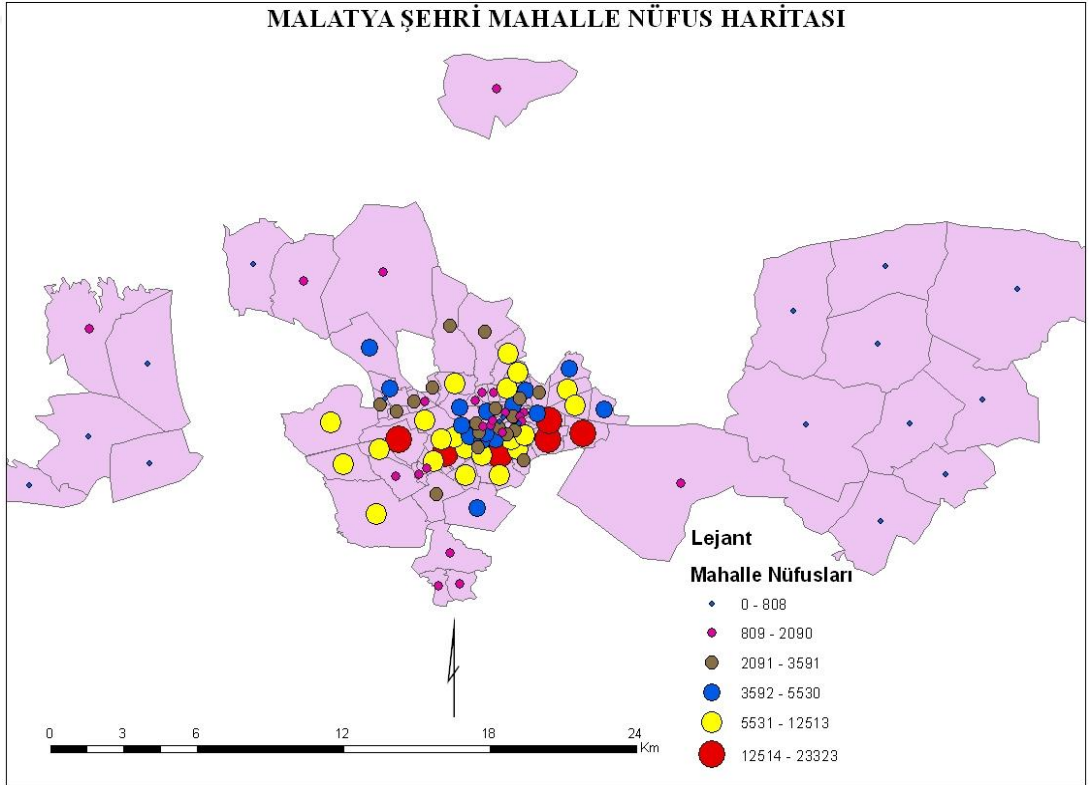 MALATYA ŞEHRİ MAHALLE NÜFUS HARİTASI
Lejant
Mahalle Nüfusları
0 - 808
809 - 2090
2091 - 3591
3592 - 5530
5531 - 12513
12514 - 23323
0 3 6 12 18 24
Km